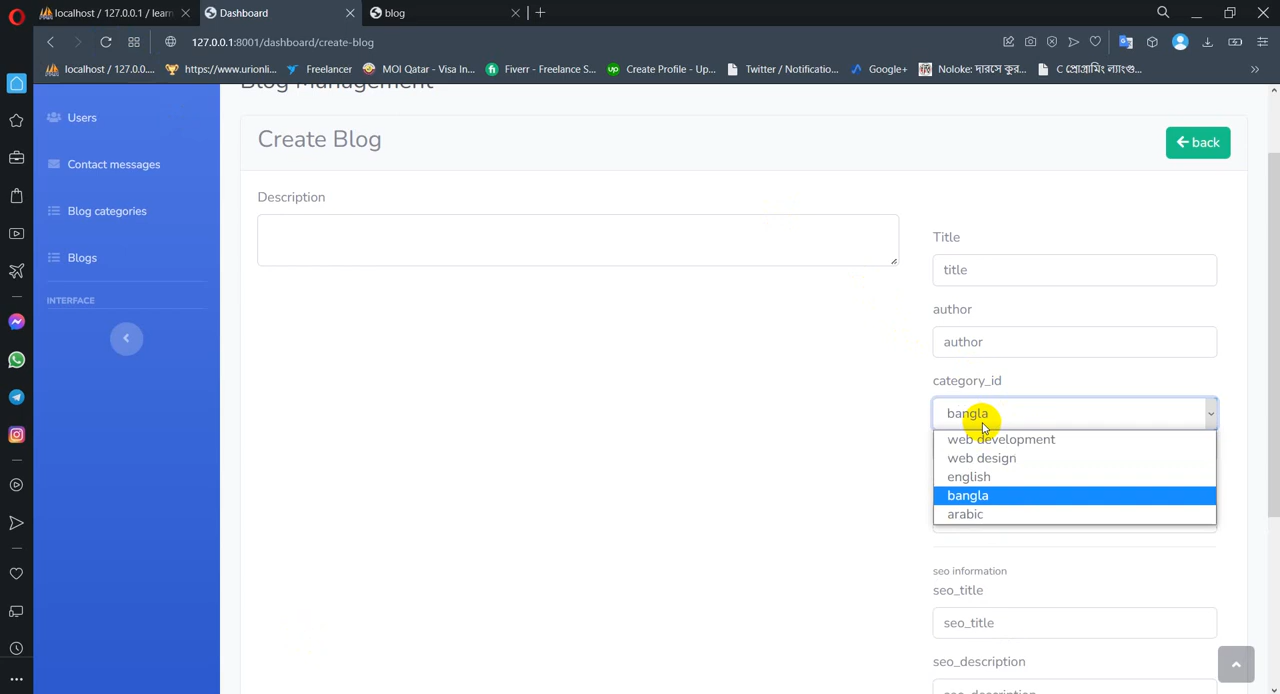 localhost / 127.0.0.1 / learn
Dashboard
blog
127.0.0.1:8001/dashboard/create-blog
localhost / 127.0.0....
https://www.urionli...
Freelancer
MOI Qatar - Visa In...
Fiverr - Freelance S...
Create Profile - Up...
Twitter / Notificatio...
Google+
Noloke: দারসে কুর...
C প্রোগ্রামিং ল্যাংগু...
Users
Contact messages
Blog categories
Blogs
INTERFACE
Blog Management
Create Blog
back
Description
Title
title
author
author
category_id
bangla
web development
web design
english
bangla
arabic
seo information
seo_title
seo_title
seo_description
seo_description